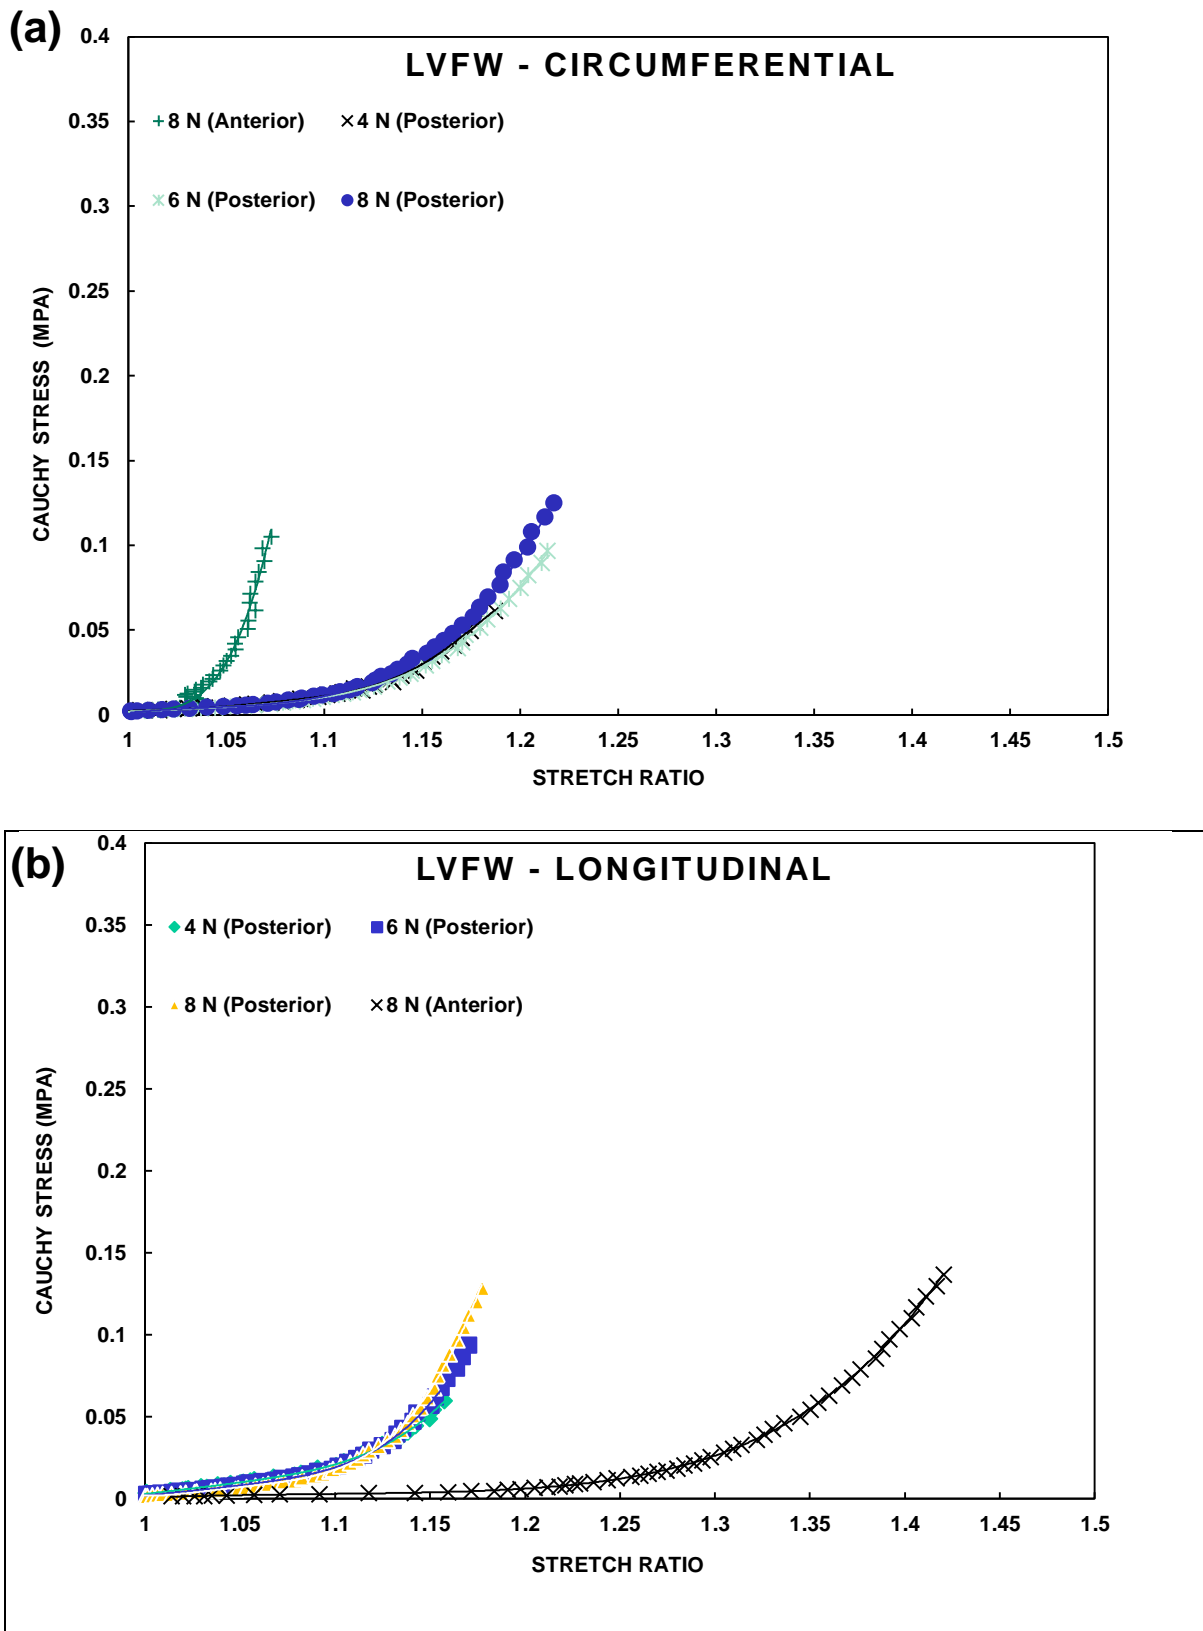 (a)
LVFW - CIRCUMFERENTIAL
8 N (Anterior) 4 N (Posterior)
6 N (Posterior) 8 N (Posterior)
0.4
0.35
0.3
0.25
0.2
0.15
0.1
0.05
0
CAUCHY STRESS (MPA)
1 1.05 1.1 1.15 1.2 1.25 1.3 1.35 1.4 1.45 1.5
STRETCH RATIO
(b)
LVFW - LONGITUDINAL
4 N (Posterior) 6 N (Posterior)
8 N (Posterior) 8 N (Anterior)
0.4
0.35
0.3
0.25
0.2
0.15
0.1
0.05
0
CAUCHY STRESS (MPA)
1 1.05 1.1 1.15 1.2 1.25 1.3 1.35 1.4 1.45 1.5
STRETCH RATIO